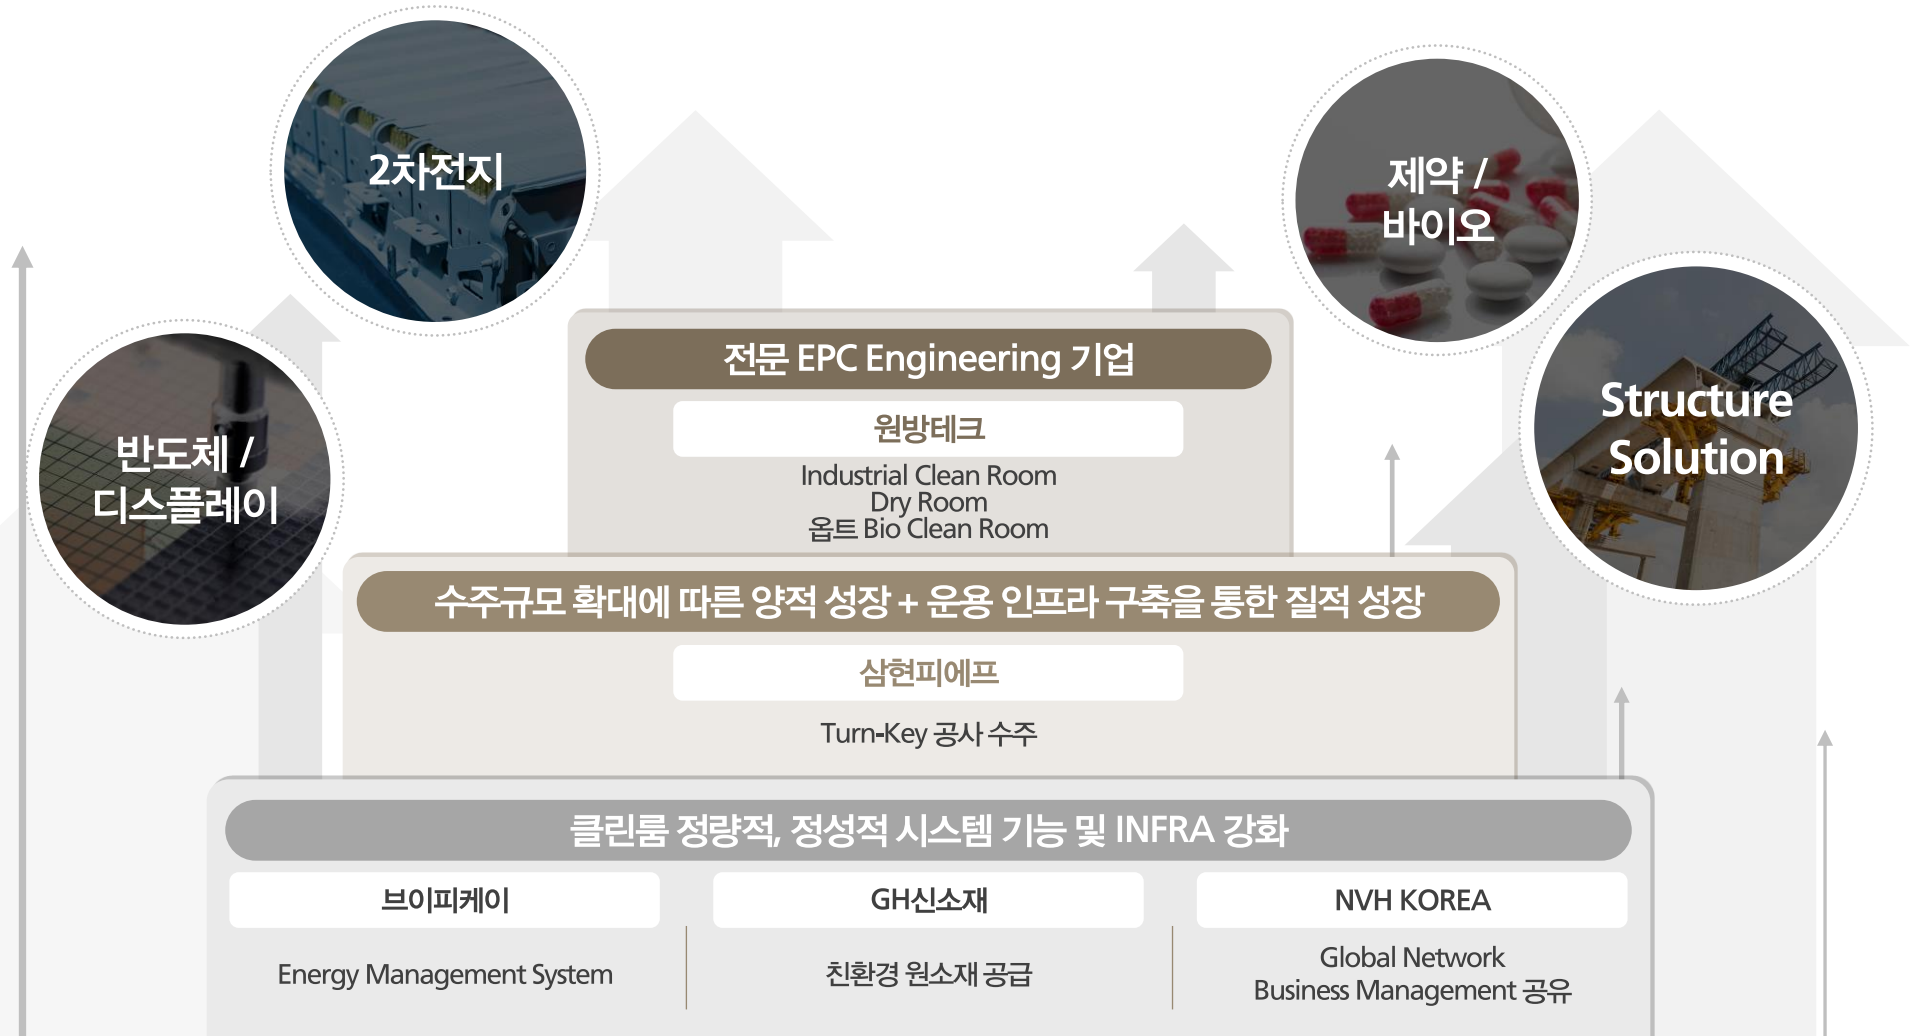 2차전지
제약 /
바이오
반도체 /
디스플레이
Structure
Solution
전문 EPC Engineering 기업
원방테크
Industrial Clean Room
Dry Room
옵트 Bio Clean Room
수주규모 확대에 따른 양적 성장 + 운용 인프라 구축을 통한 질적 성장
삼현피에프
Turn-Key 공사 수주
클린룸 정량적, 정성적 시스템 기능 및 INFRA 강화
브이피케이
Energy Management System
GH신소재
친환경 원소재 공급
NVH KOREA
Global Network
Business Management 공유